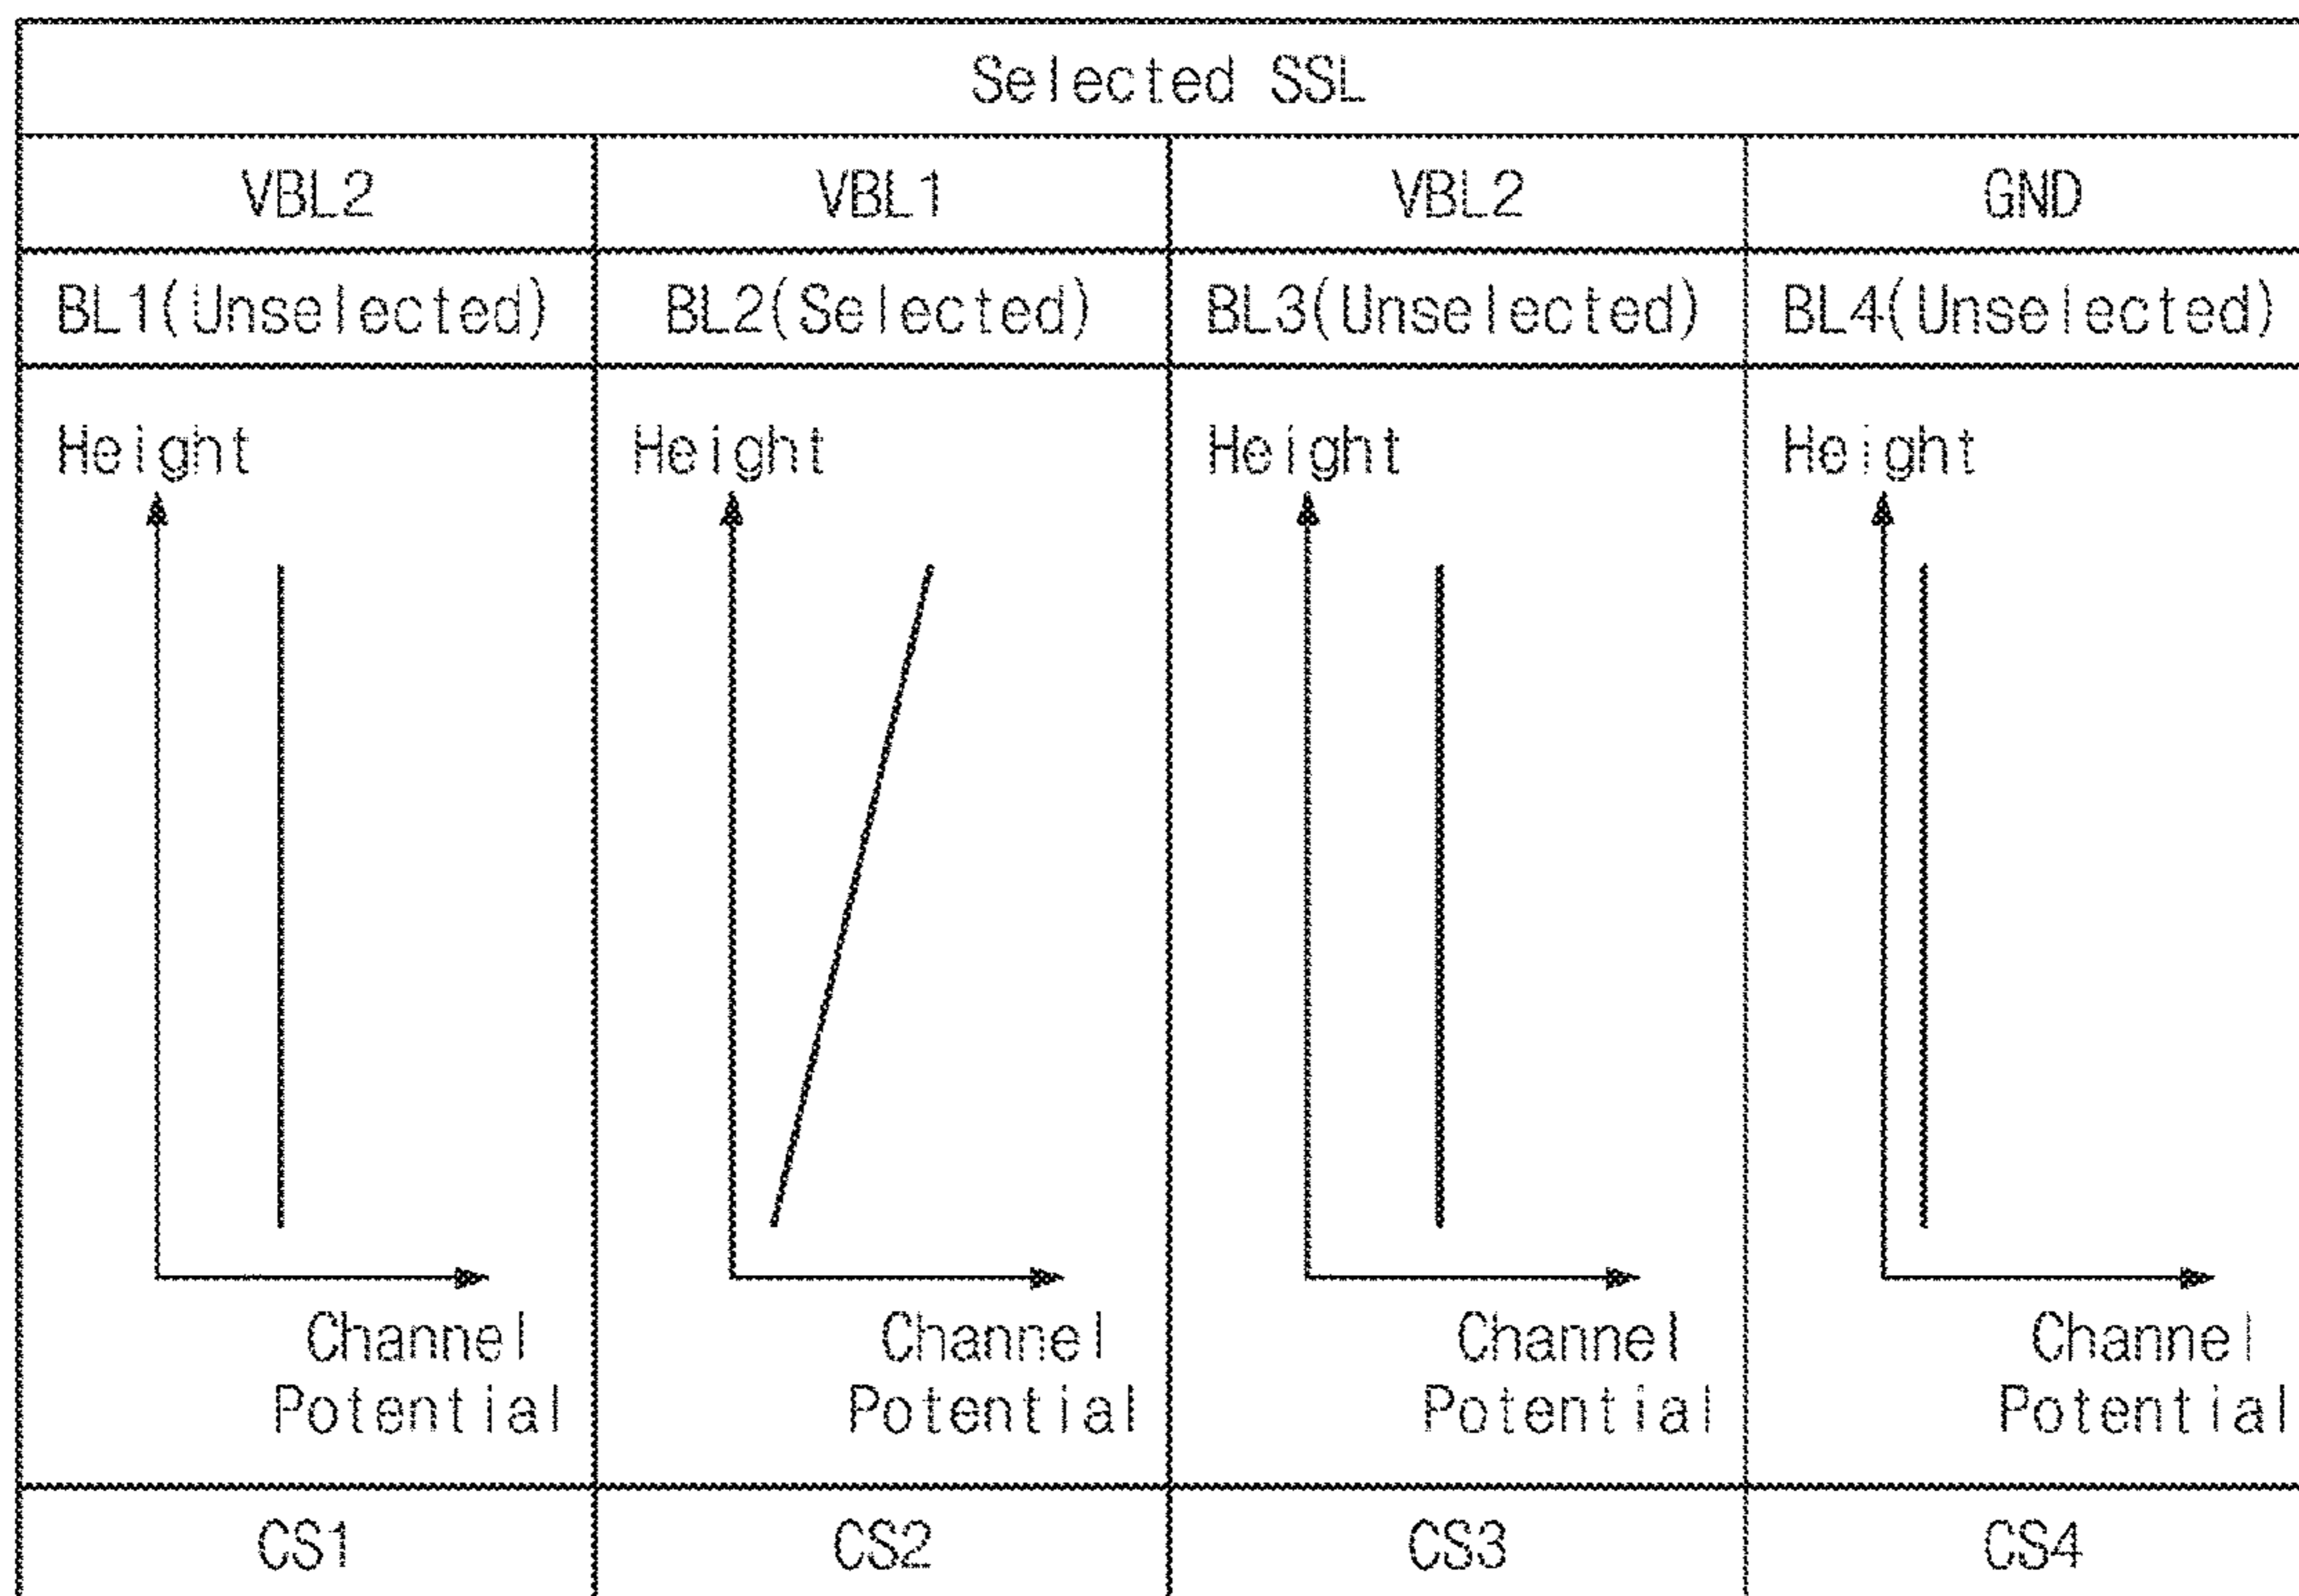 Selected SSL
VBL2 VBL1 VBL2 GND
BL1(Unselected) BL2(Selected) BL3(Unselected) BL4(Unselected)
Height Height Height Height
Channel Channel Channel Channel
Potential Potential Potential Potential
CS1 CS2 CS3 CS4